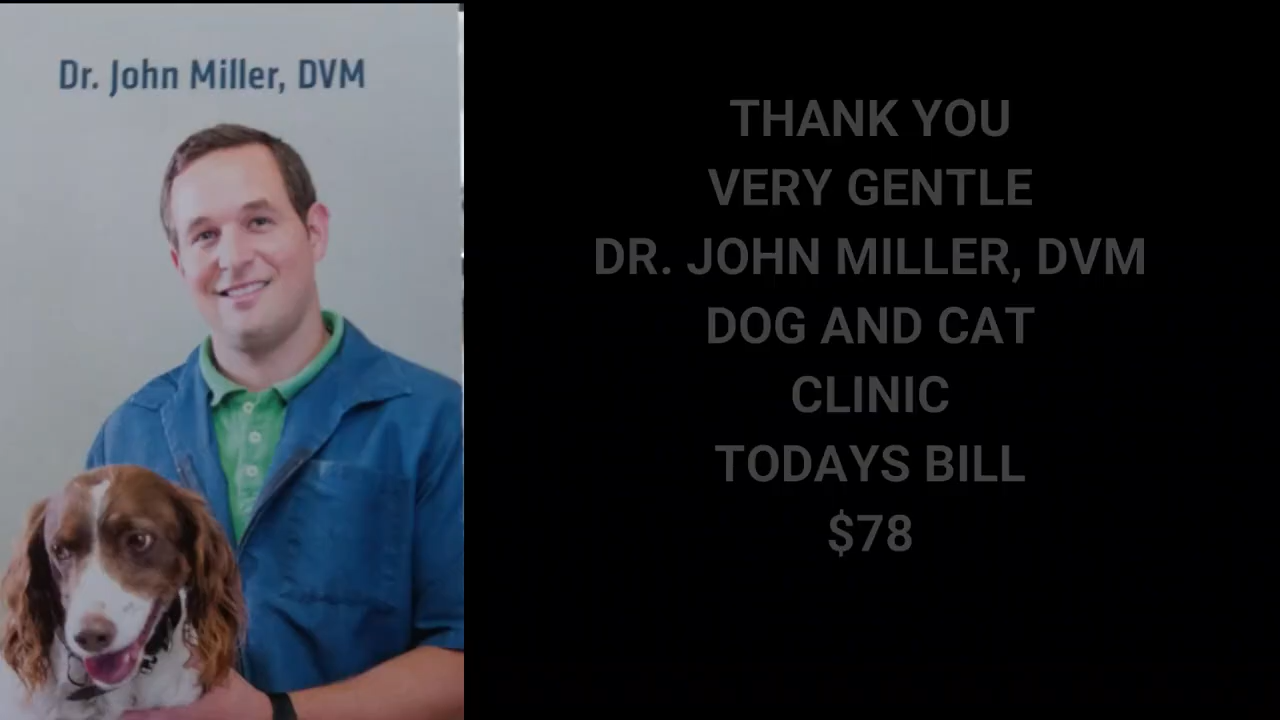 Dr. John Miller, DVM
THANK YOU
VERY GENTLE
DR. JOHN MILLER, DVM
DOG AND CAT
CLINIC
TODAYS BILL
$78